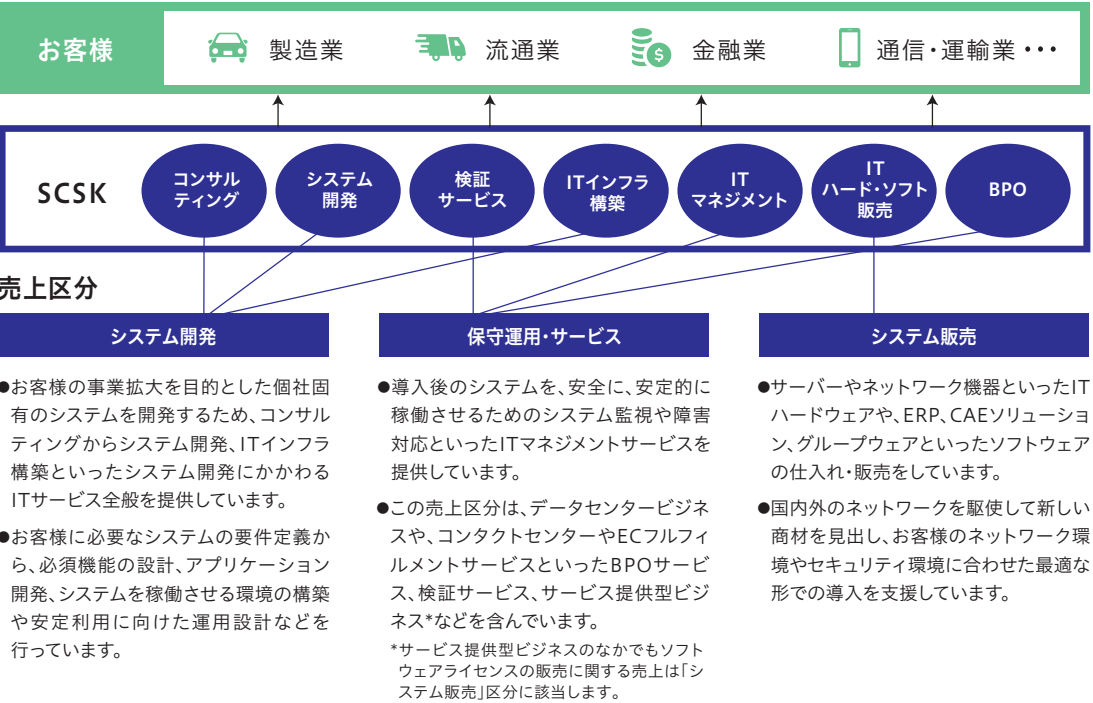 お客様
製造業
流通業
金融業
通信・運輸業・・・
SCSK
コンサル
ティング
システム
開発
検証
サービス
ITインフラ
構築
IT
マネジメント
IT
ハード・ソフト
販売
BPO
売上区分
システム開発
●お客様の事業拡大を目的とした個社固
有のシステムを開発するため、コンサル
ティングからシステム開発、ITインフラ
構築といったシステム開発にかかわる
ITサービス全般を提供しています。
●お客様に必要なシステムの要件定義か
ら、必須機能の設計、アプリケーション
開発、システムを稼働させる環境の構築
や安定利用に向けた運用設計などを
行っています。
保守運用・サービス
●導入後のシステムを、安全に、安定的に
稼働させるためのシステム監視や障害
対応といったITマネジメントサービスを
提供しています。
●この売上区分は、データセンタービジネ
スや、コンタクトセンターやECフルフィ
ルメントサービスといったBPOサービ
ス、検証サービス、サービス提供型ビジ
ネス*などを含んでいます。
*サービス提供型ビジネスのなかでもソフト
ウェアライセンスの販売に関する売上は「シ
ステム販売」区分に該当します。
システム販売
●サーバーやネットワーク機器といったIT
ハードウェアや、ERP、CAEソリューショ
ン、グループウェアといったソフトウェア
の仕入れ・販売をしています。
●国内外のネットワークを駆使して新しい
商材を見出し、お客様のネットワーク環
境やセキュリティ環境に合わせた最適な
形での導入を支援しています。